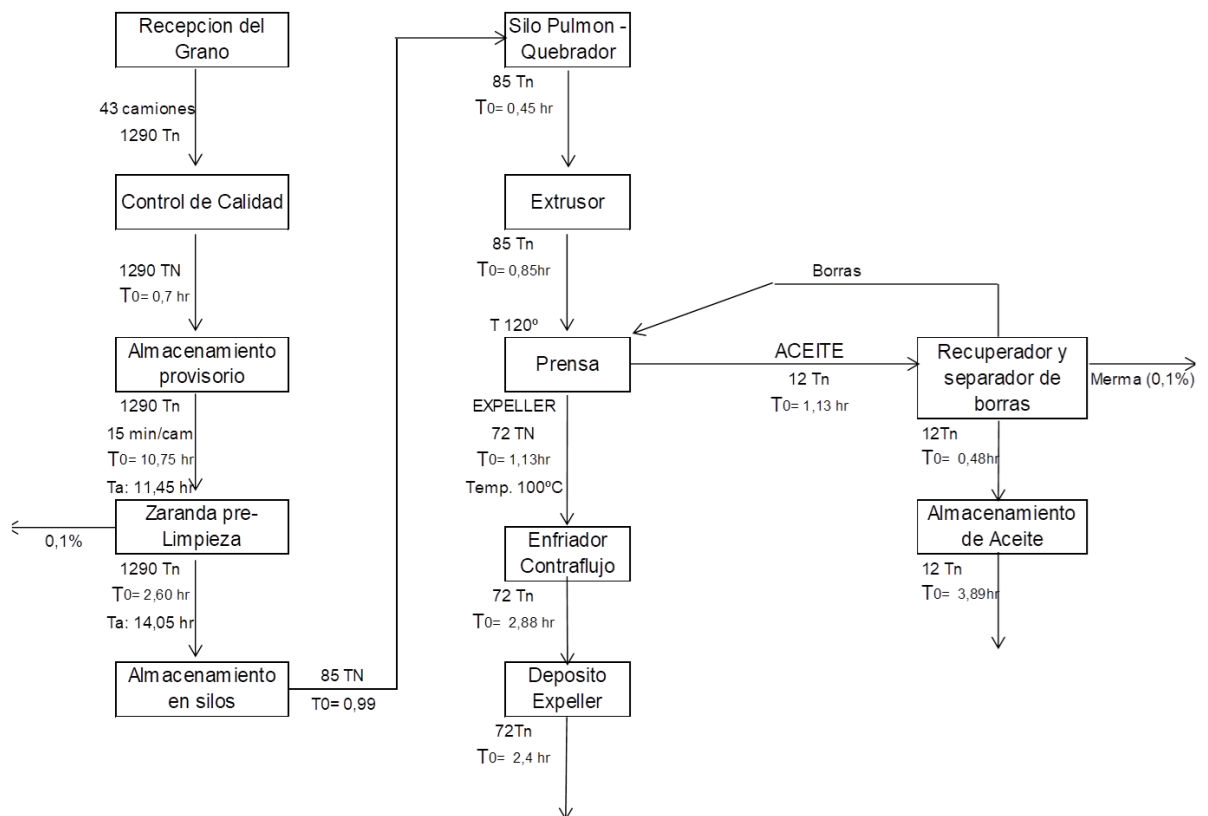 Recepcion del
Grano
43 camiones
1290 Tn
Control de Calidad
1290 TN
T0= 0,7 hr
Almacenamiento
provisorio
1290 Tn
15 min/cam
T0= 10,75 hr
Ta: 11,45 hr
Zaranda pre-
Limpieza
0,1%
1290 Tn
T0= 2,60 hr
Ta: 14,05 hr
Almacenamiento
en silos
85 TN
T0= 0,99
Silo Pulmon -
Quebrador
85 Tn
T0= 0,45 hr
Extrusor
85 Tn
T0= 0,85hr
T 120º
Prensa
EXPELLER
72 TN
T0= 1,13hr
Temp. 100ºC
Enfriador
Contraflujo
72 Tn
T0= 2,88 hr
Deposito
Expeller
72Tn
T0= 2,4 hr
Borras
ACEITE
12 Tn
T0= 1,13 hr
Recuperador y
separador de
borras
Merma (0,1%)
12Tn
T0= 0,48hr
Almacenamiento
de Aceite
12 Tn
T0= 3,89hr